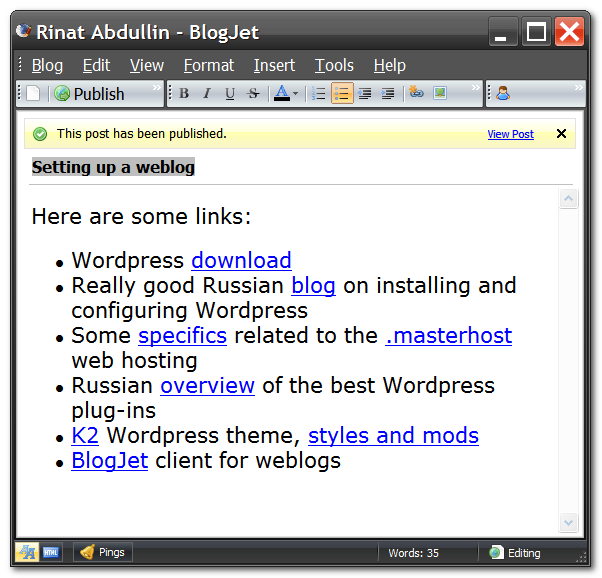 Rinat Abdullin - BlogJet
Blog Edit View Format Insert Tools Help
Publish B I U S A
This post has been published. View Post
Setting up a weblog
Here are some links:
• Wordpress download
• Really good Russian blog on installing and
configuring Wordpress
• Some specifics related to the .masterhost
web hosting
• Russian overview of the best Wordpress
plug-ins
• K2 Wordpress theme, styles and mods
• BlogJet client for weblogs
HTML Pings Words: 35 Editing